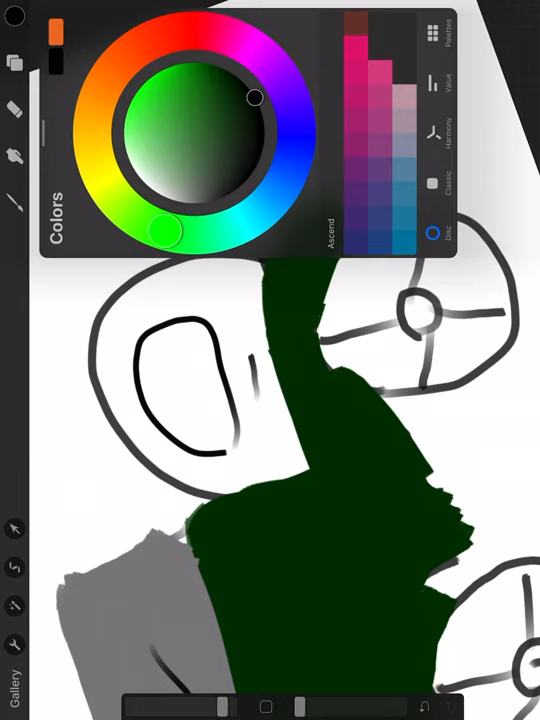 Gallery
Colors
Ascend
Disc
Classic
Harmony
Value
Palettes